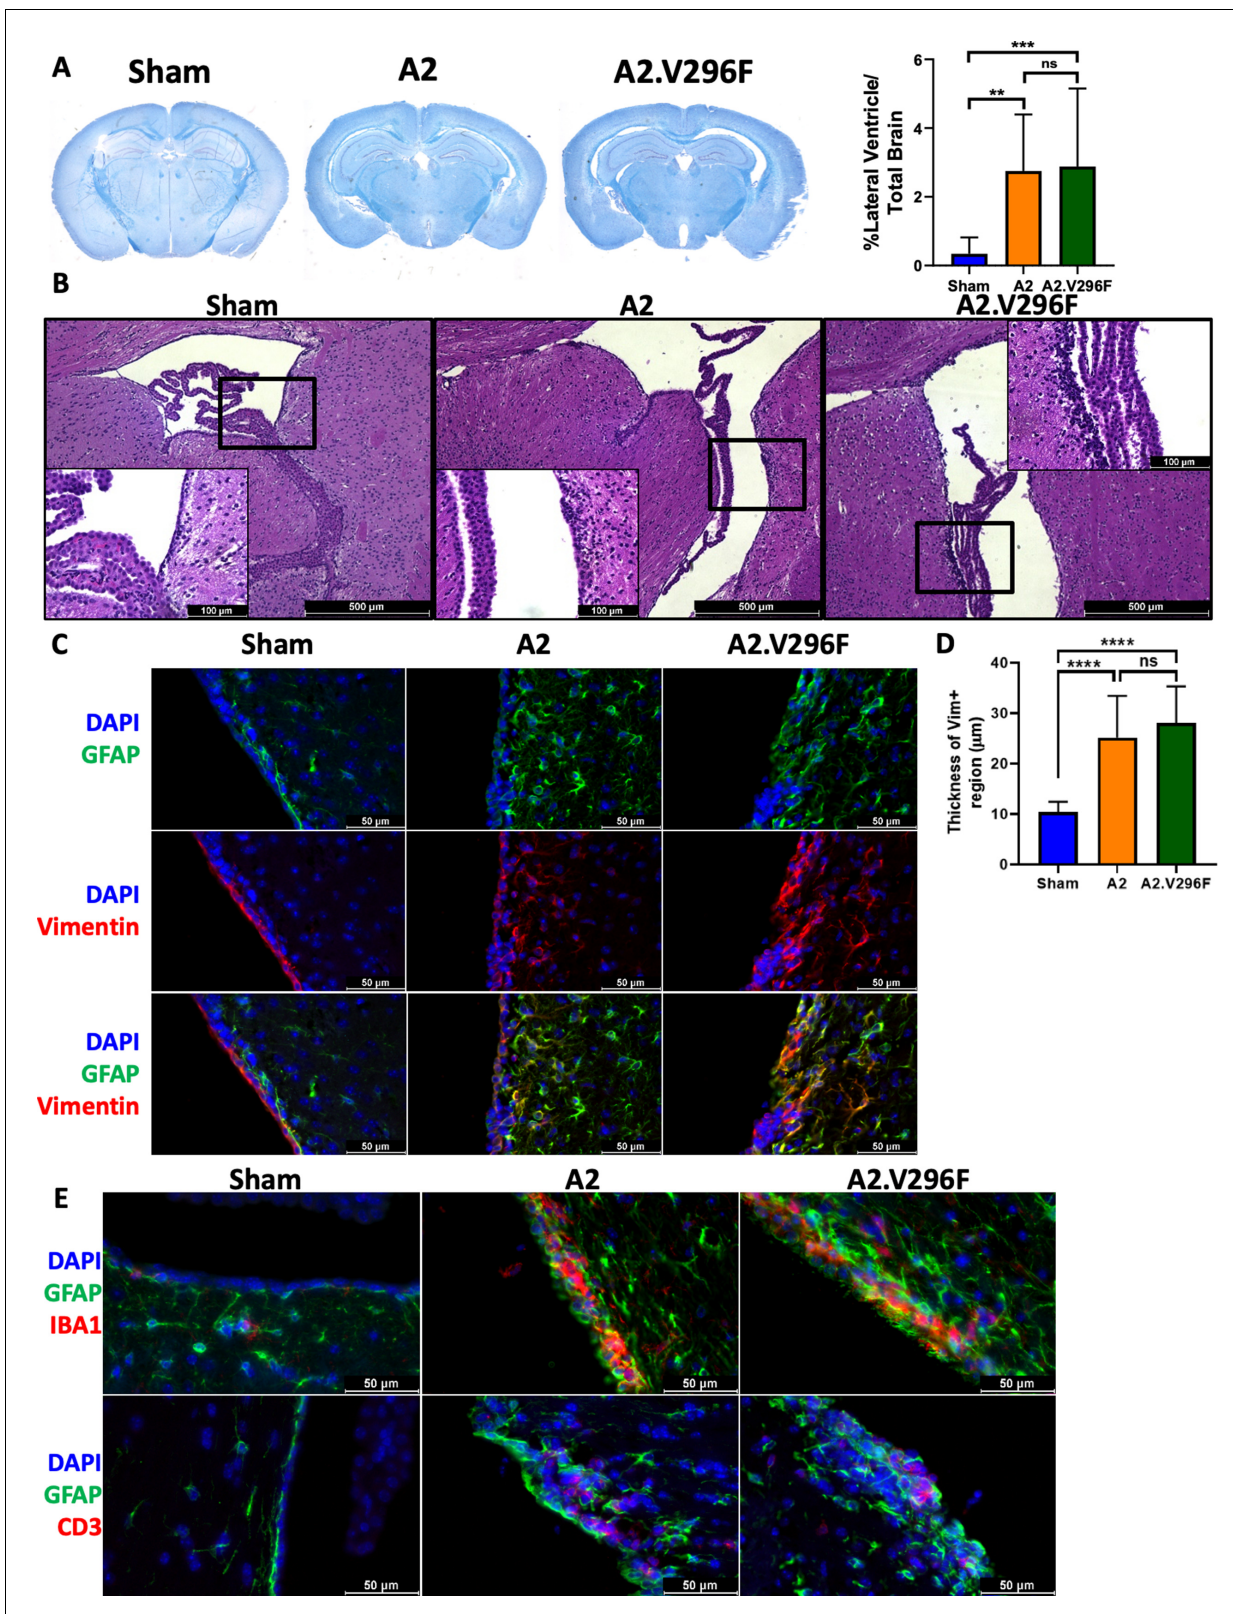 A
Sham
A2
A2.V296F
%Lateral Ventricle/
Total Brain
6
4
2
0
***
ns
**
Sham
A2
A2.V296F
B
Sham
A2
A2.V296F
100 µm
500 µm
100 µm
500 µm
100 µm
500 µm
C
Sham
A2
A2.V296F
DAPI
GFAP
50 µm
50 µm
50 µm
DAPI
Vimentin
50 µm
50 µm
50 µm
DAPI
GFAP
Vimentin
50 µm
50 µm
50 µm
D
Thickness of Vim+
region (µm)
40
30
20
10
0
****
****
ns
Sham
A2
A2.V296F
E
Sham
A2
A2.V296F
DAPI
GFAP
IBA1
50 µm
50 µm
50 µm
DAPI
GFAP
CD3
50 µm
50 µm
50 µm